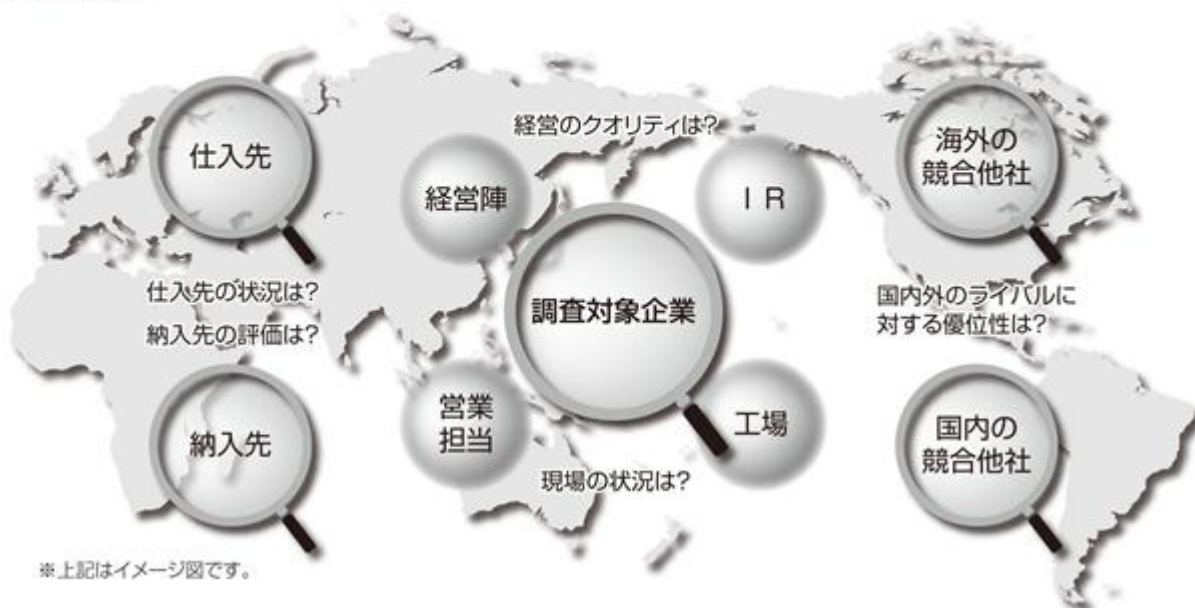 仕入先
経営のクオリティは?
経営陣
IR
海外の
競合他社
仕入先の状況は?
納入先の評価は?
調査対象企業
国内外のライバルに
対する優位性は?
納入先
営業
担当
工場
国内の
競合他社
現場の状況は?
※上記はイメージ図です。